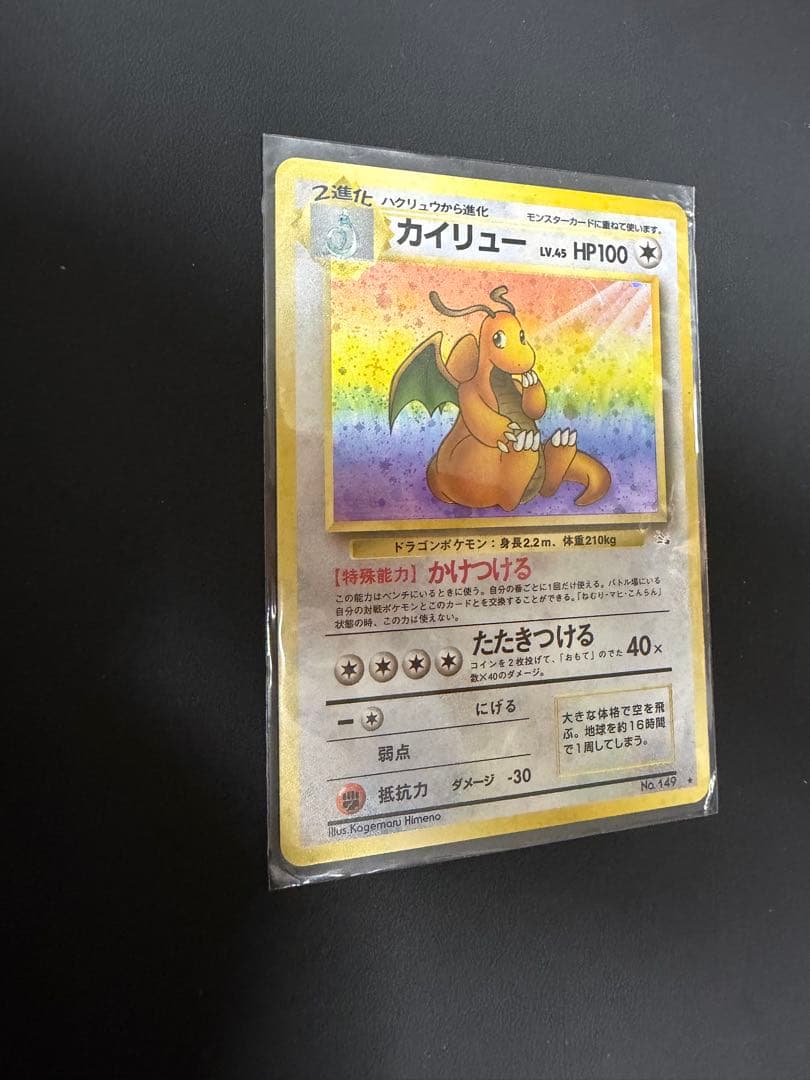 2進化 ハクリュウから進化 モンスターカードに重ねて使います。
カイリュー LV.45 HP100
ドラゴンポケモン：身長2.2m、体重210kg
【特殊能力】かけつける
この能力はベンチにいるときに使う。自分の番ごとに1回だけ使える。バトル場にいる
自分の対戦ポケモンとこのカードとを交換することができる。「ねむり・マヒ・こんらん」
状態の時、この力は使えない。
たたきつける 40×
コインを2枚投げて、「おもて」のでた
数×40のダメージ。
にげる
弱点
抵抗力 ダメージ -30
大きな体格で空を飛
ぶ。地球を約16時間
で1周してしまう。
No. 149
Illus. Kagemaru Himeno